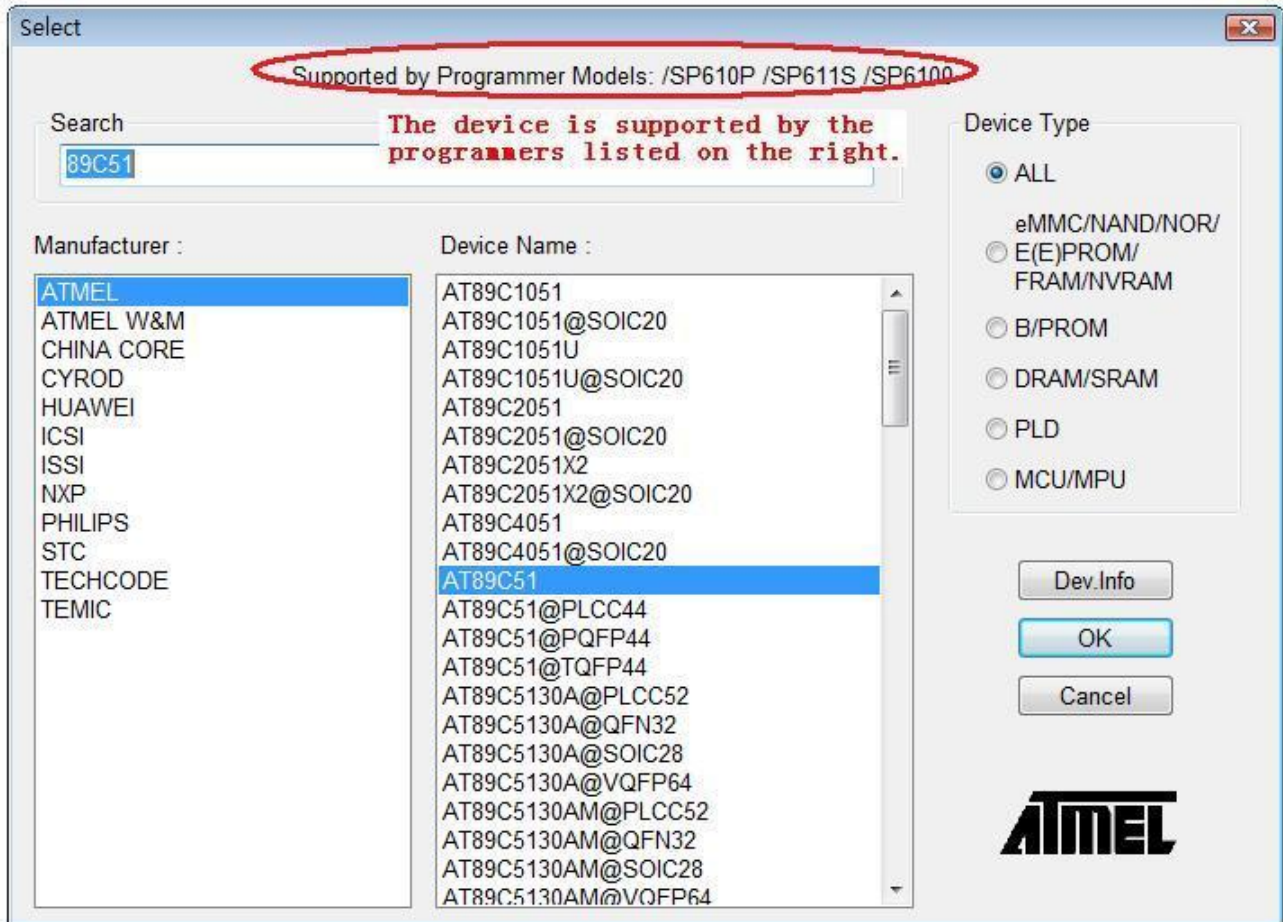 Select
Supported by Programmer Models: /SP610P /SP611S /SP6100
Search
89C51
The device is supported by the
programmers listed on the right.
Manufacturer :
ATMEL
ATMEL W&M
CHINA CORE
CYROD
HUAWEI
ICSI
ISSI
NXP
PHILIPS
STC
TECHCODE
TEMIC
Device Name :
AT89C1051
AT89C1051@SOIC20
AT89C1051U
AT89C1051U@SOIC20
AT89C2051
AT89C2051@SOIC20
AT89C2051X2
AT89C2051X2@SOIC20
AT89C4051
AT89C4051@SOIC20
AT89C51
AT89C51@PLCC44
AT89C51@PQFP44
AT89C51@TQFP44
AT89C5130A@PLCC52
AT89C5130A@QFN32
AT89C5130A@SOIC28
AT89C5130A@VQFP64
AT89C5130AM@PLCC52
AT89C5130AM@QFN32
AT89C5130AM@SOIC28
AT89C5130AM@VQFP64
Device Type
ALL
eMMC/NAND/NOR/
E(E)PROM/
FRAM/NVRAM
B/PROM
DRAM/SRAM
PLD
MCU/MPU
Dev.Info
OK
Cancel
ATMEL